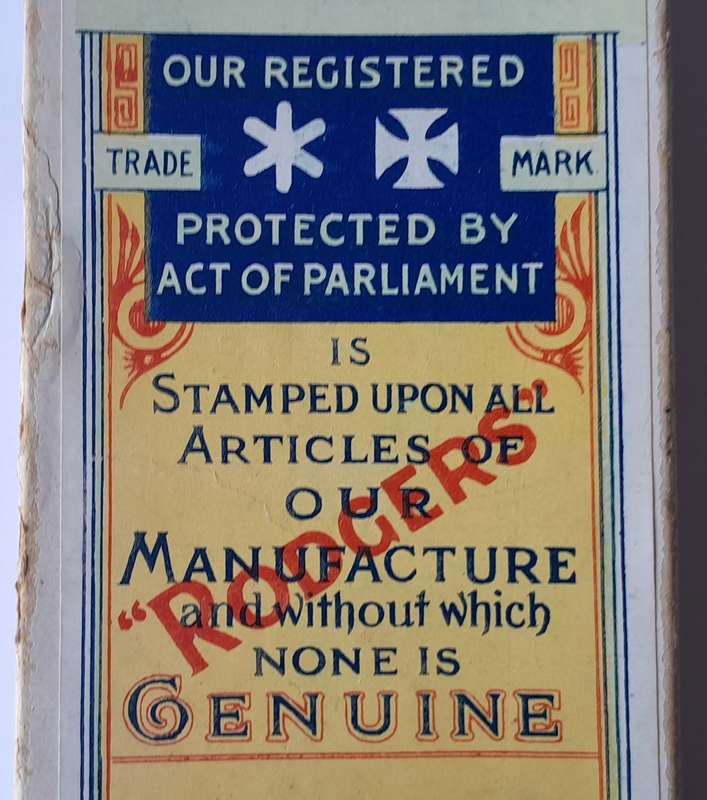 OUR REGISTERED
TRADE MARK
PROTECTED BY
ACT OF PARLIAMENT
IS
STAMPED UPON ALL
ARTICLES OF
OUR
MANUFACTURE
and without which
NONE IS
GENUINE
"RODGERS"